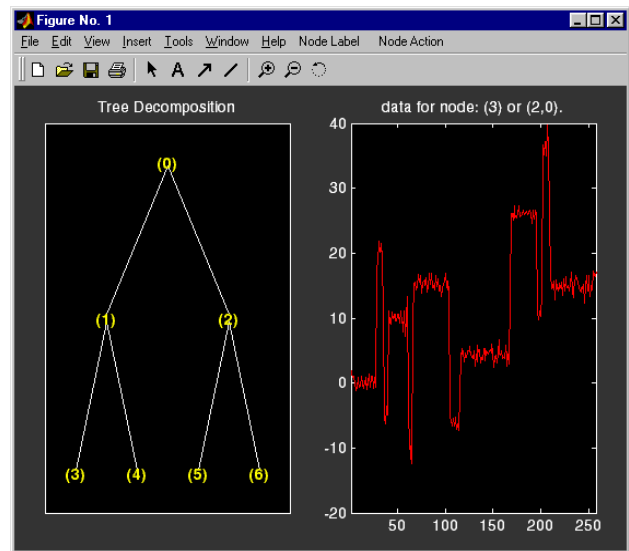 Figure No. 1
File Edit View Insert Tools Window Help Node Label Node Action
A
Tree Decomposition
(0)
(1) (2)
(3) (4) (5) (6)
data for node: (3) or (2,0).
40
30
20
10
0
-10
-20
50 100 150 200 250